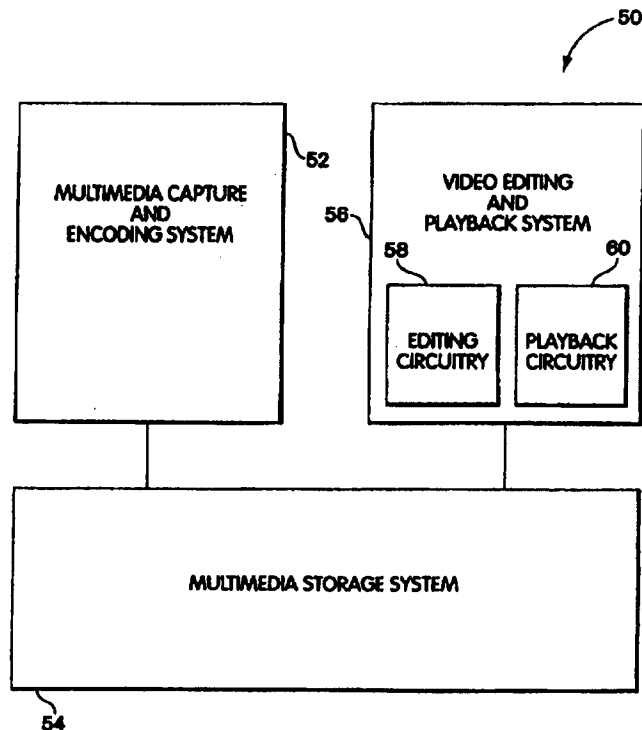 50
52
MULTIMEDIA CAPTURE
AND
ENCODING SYSTEM
56
VIDEO EDITING
AND
PLAYBACK SYSTEM
58
60
EDITING
CIRCUITRY
PLAYBACK
CIRCUITRY
MULTIMEDIA STORAGE SYSTEM
54